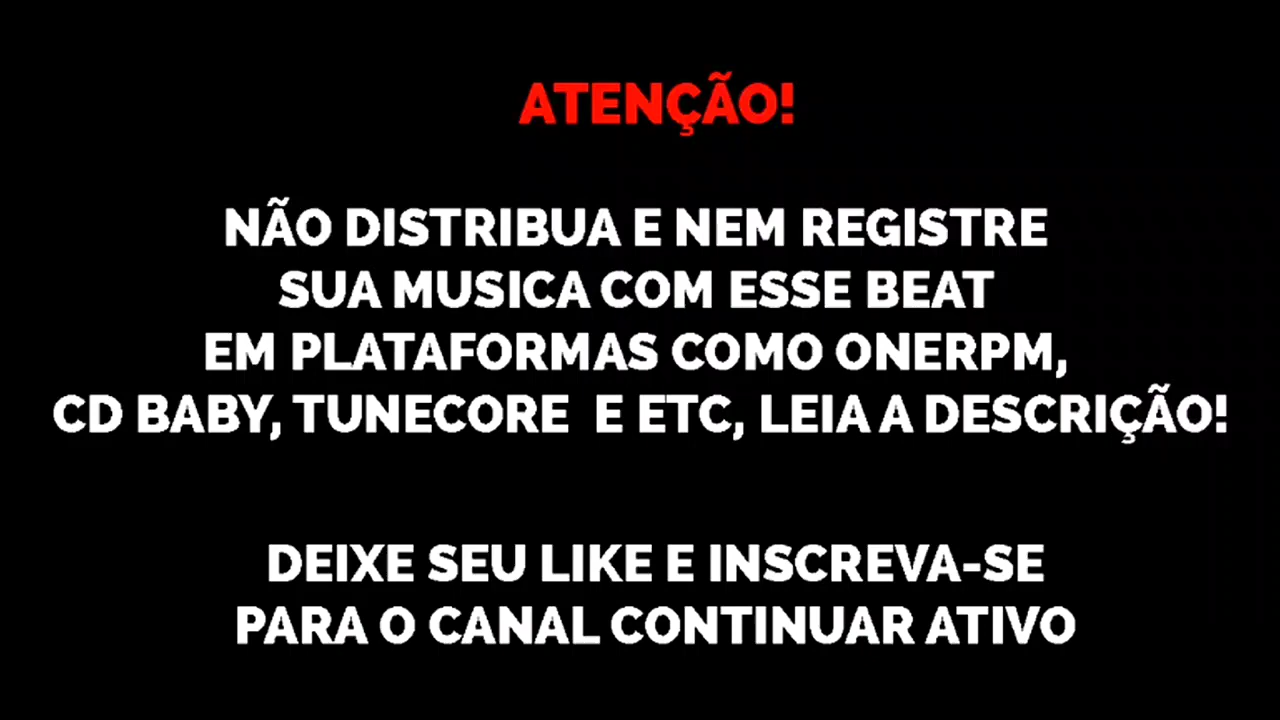 ATENÇÃO!
NÃO DISTRIBUA E NEM REGISTRE
SUA MUSICA COM ESSE BEAT
EM PLATAFORMAS COMO ONERPM,
CD BABY, TUNECORE  E ETC, LEIA A DESCRIÇÃO!
DEIXE SEU LIKE E INSCREVA-SE
PARA O CANAL CONTINUAR ATIVO